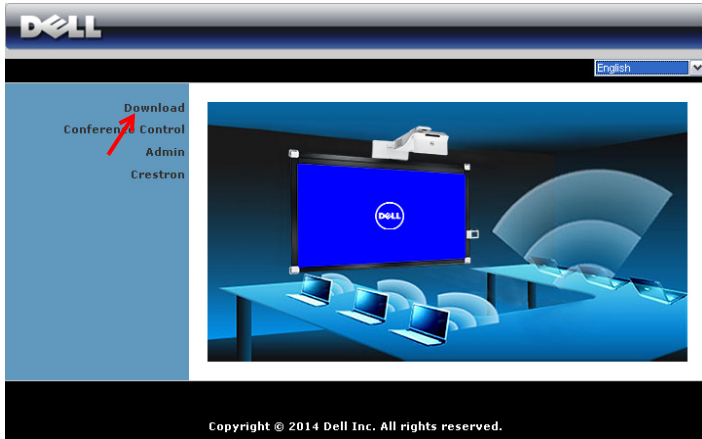 DELL
English
Download
Conference Control
Admin
Crestron
DELL
Copyright © 2014 Dell Inc. All rights reserved.